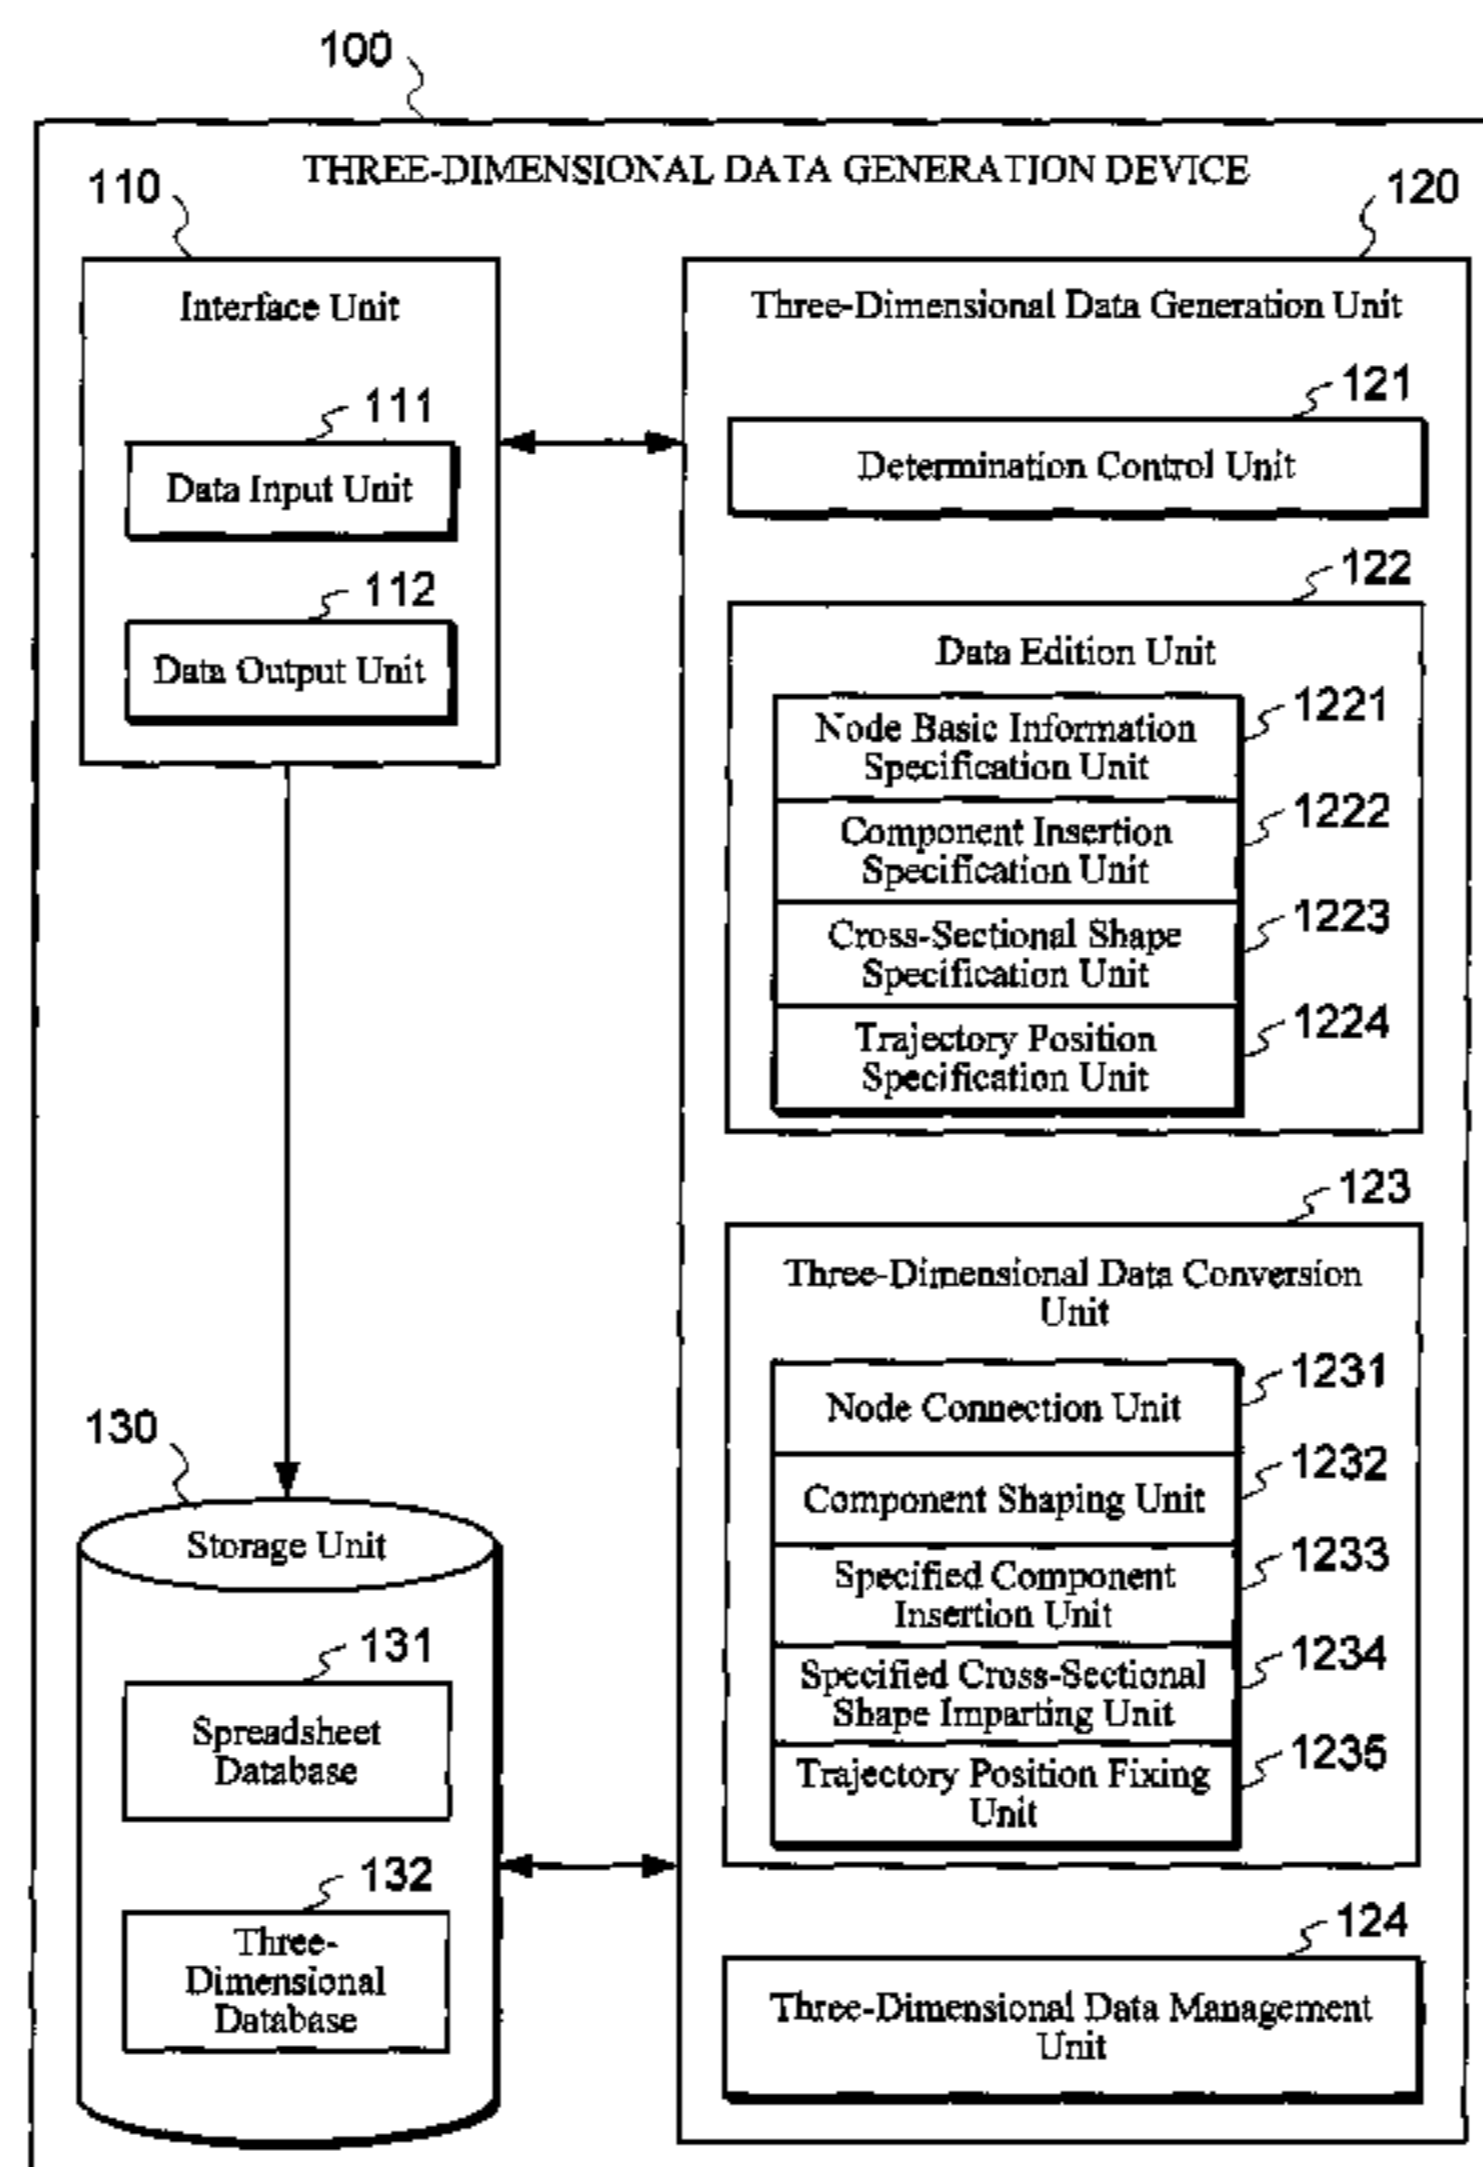 100
THREE-DIMENSIONAL DATA GENERATION DEVICE
110
Interface Unit
111
Data Input Unit
112
Data Output Unit
120
Three-Dimensional Data Generation Unit
121
Determination Control Unit
122
Data Edition Unit
1221
Node Basic Information
Specification Unit
1222
Component Insertion
Specification Unit
1223
Cross-Sectional Shape
Specification Unit
1224
Trajectory Position
Specification Unit
123
Three-Dimensional Data Conversion
Unit
1231
Node Connection Unit
1232
Component Shaping Unit
1233
Specified Component
Insertion Unit
1234
Specified Cross-Sectional
Shape Imparting Unit
1235
Trajectory Position Fixing
Unit
124
Three-Dimensional Data Management
Unit
130
Storage Unit
131
Spreadsheet
Database
132
Three-
Dimensional
Database